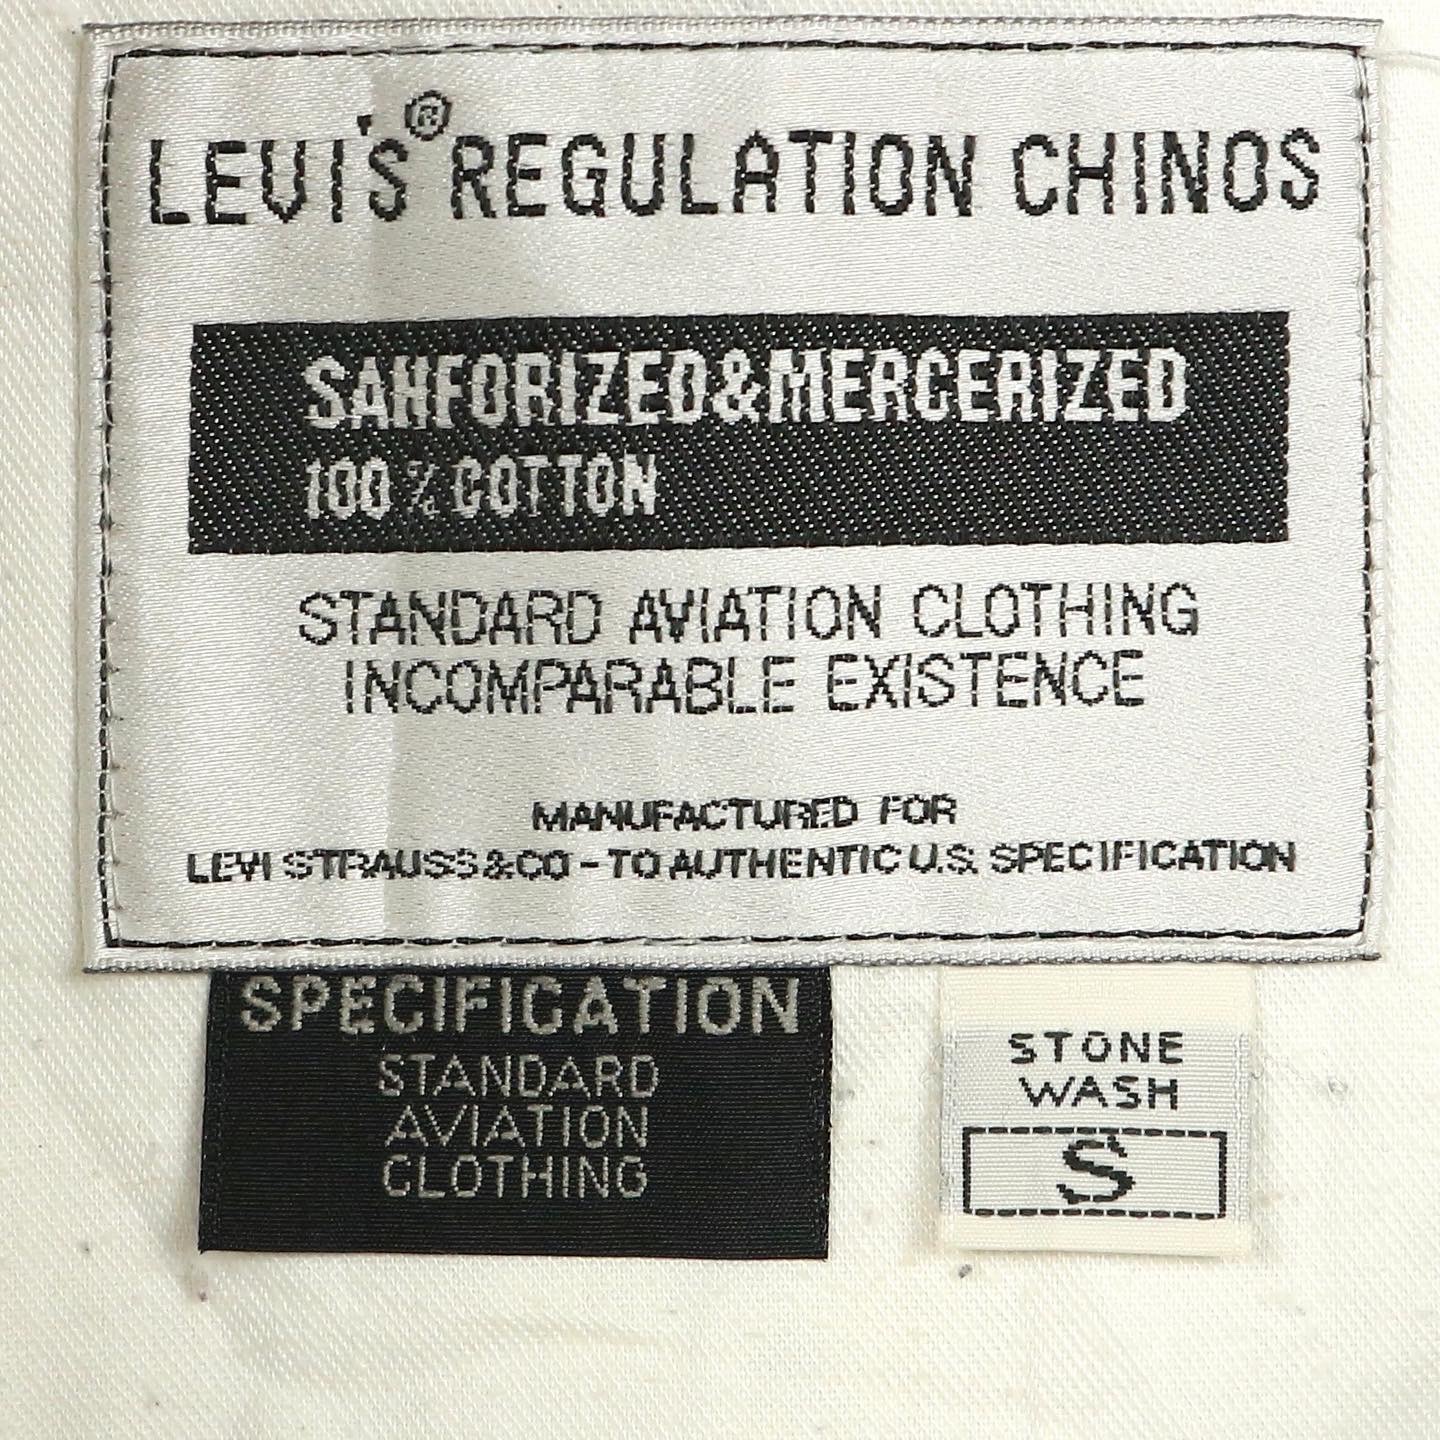 LEVI'S® REGULATION CHINOS
SANFORIZED&MERCERIZED
100% COTTON
STANDARD AVIATION CLOTHING
INCOMPARABLE EXISTENCE
MANUFACTURED FOR
LEVI STRAUSS&CO-TO AUTHENTIC U.S. SPECIFICATION
SPECIFICATION
STANDARD
AVIATION
CLOTHING
STONE
WASH
S